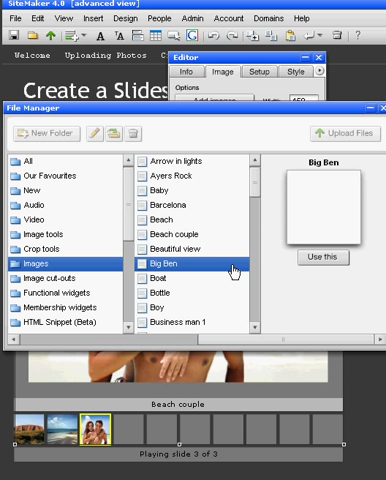 SiteMaker 4.0 [advanced view]
File Edit View Insert Design People Admin Account Domains Help
Welcome Uploading Photos
Create a Slides
Editor
Info Image Setup Style
Options
File Manager
New Folder Upload Files
All
Our Favourites
New
Audio
Video
Image tools
Crop tools
Images
Image cut-outs
Functional widgets
Membership widgets
HTML Snippet (Beta)
Arrow in lights
Ayers Rock
Baby
Barcelona
Beach
Beach couple
Beautiful view
Big Ben
Boat
Bottle
Boy
Business man 1
Big Ben
Use this
Beach couple
Playing slide 3 of 3